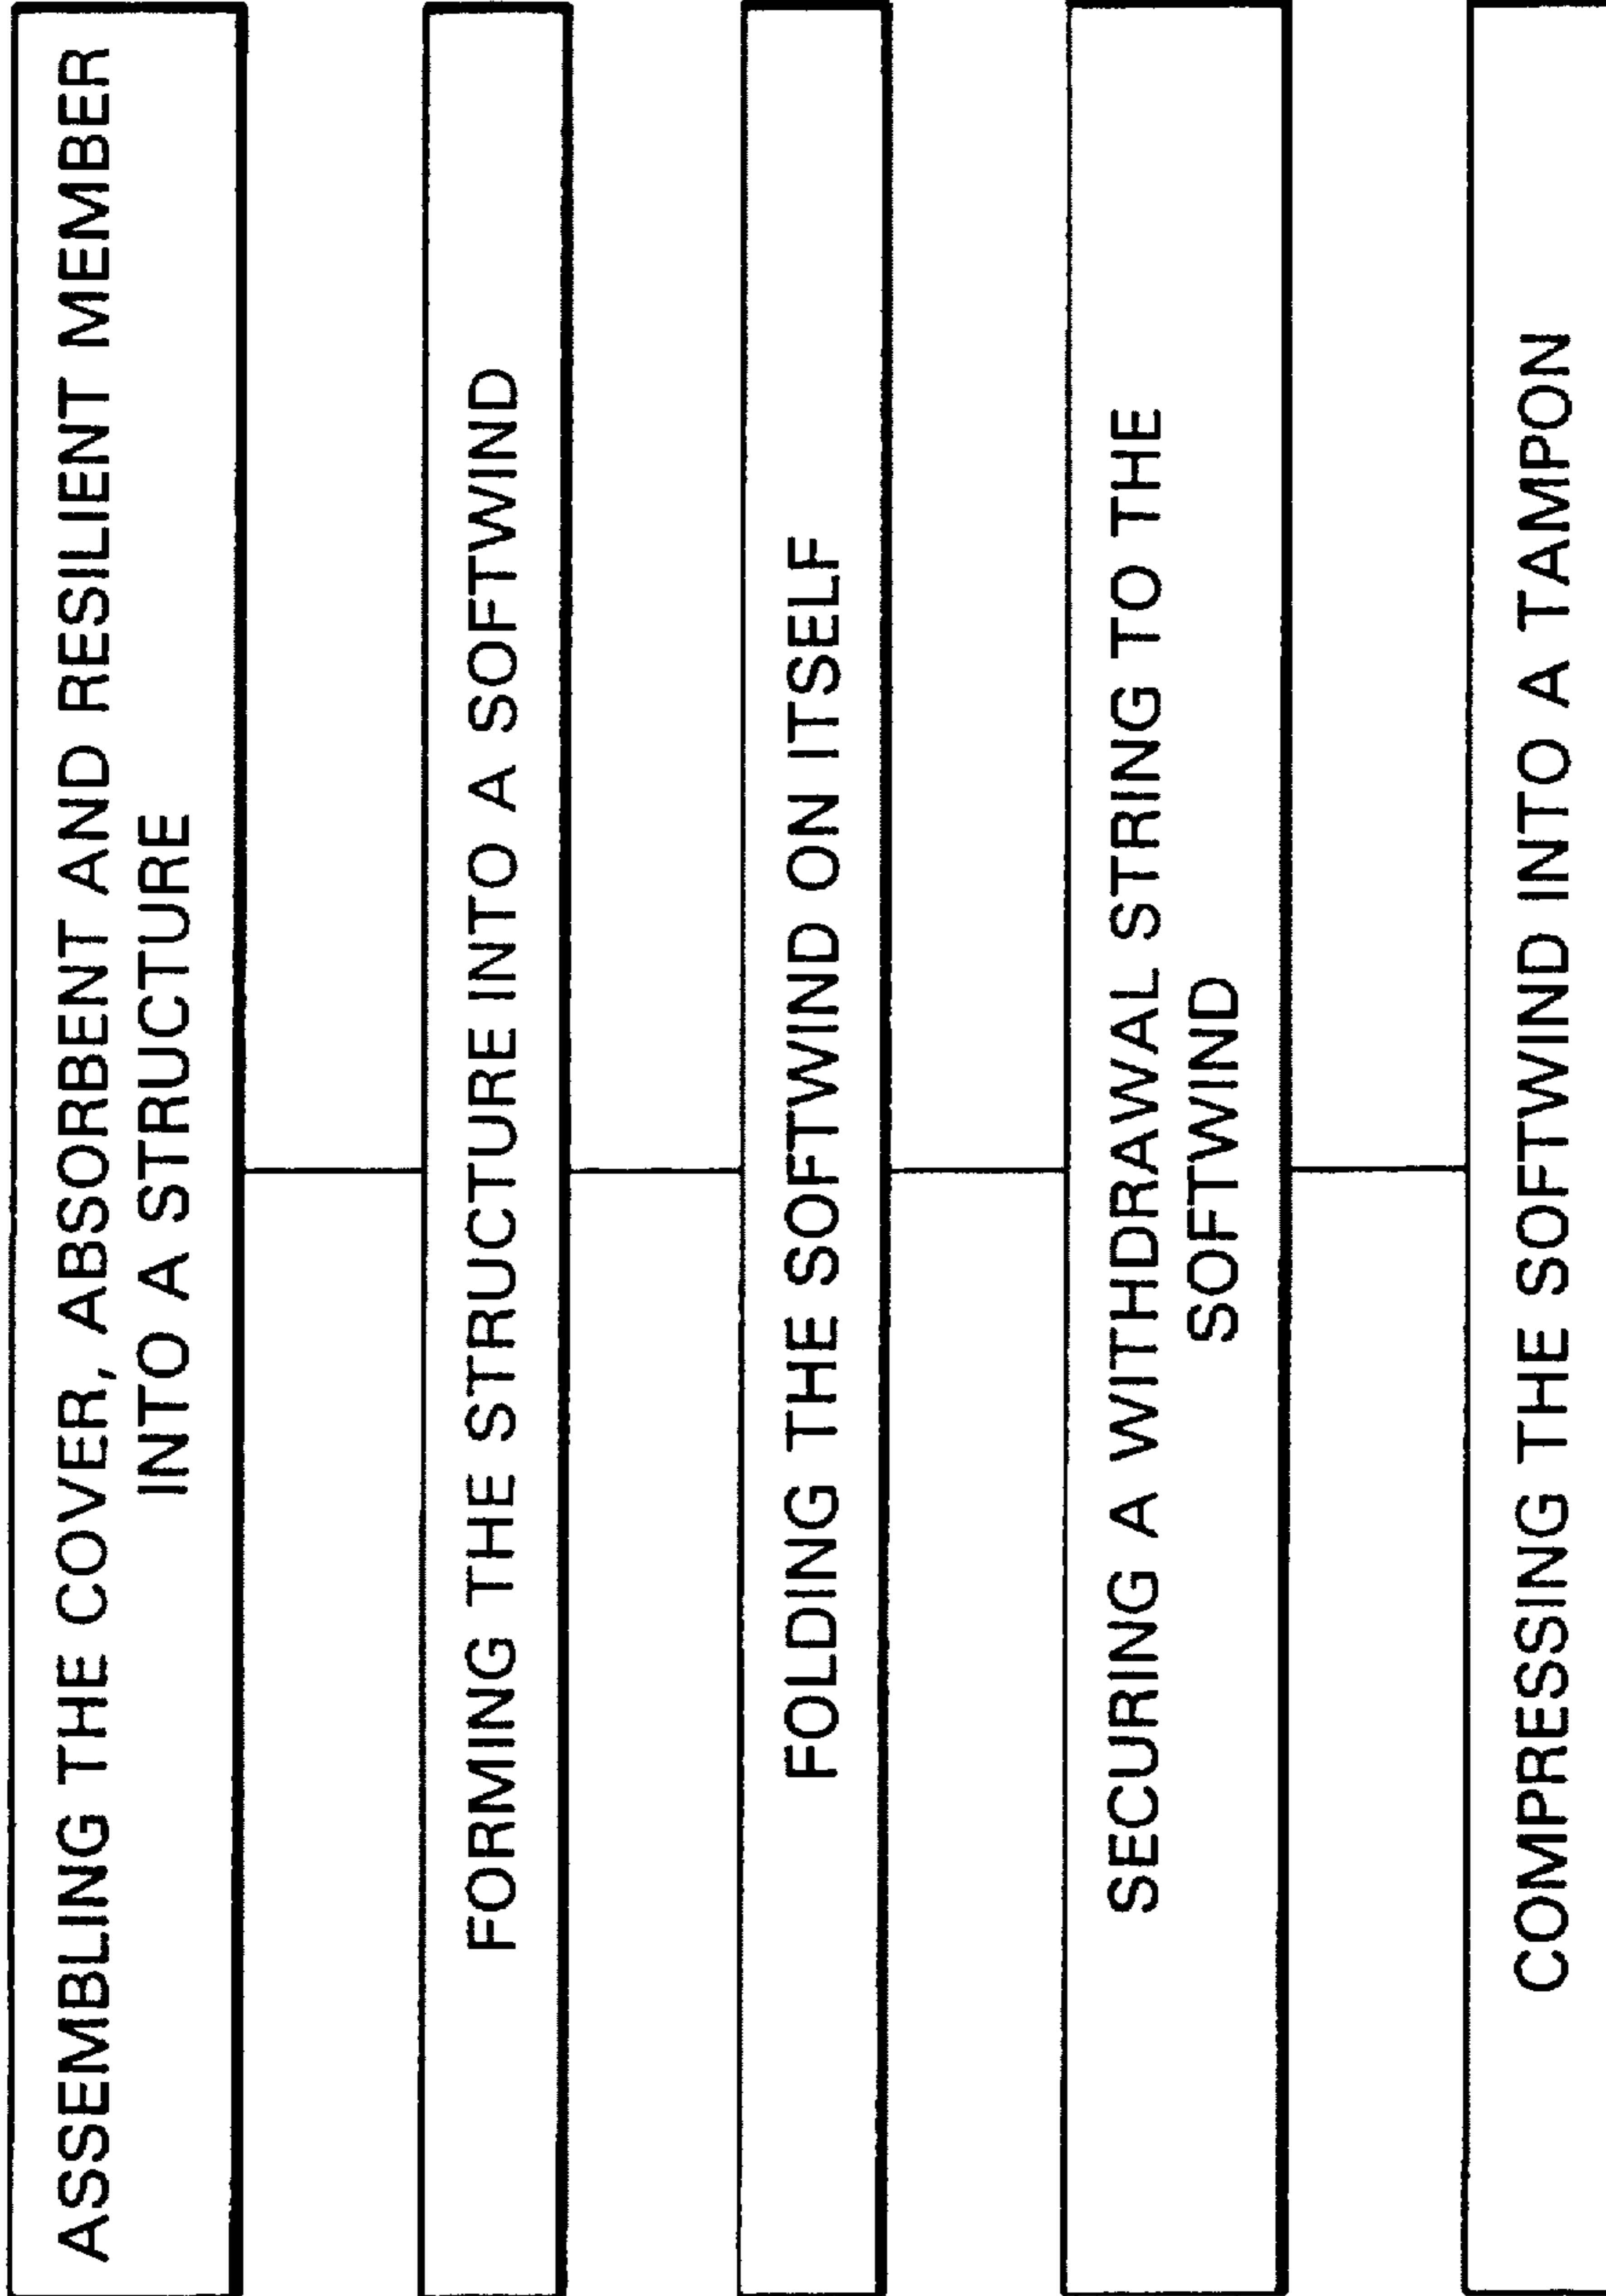 ASSEMBLING THE COVER, ABSORBENT AND RESILIENT MEMBER
INTO A STRUCTURE
FORMING THE STRUCTURE INTO A SOFTWIND
FOLDING THE SOFTWIND ON ITSELF
SECURING A WITHDRAWAL STRING TO THE
SOFTWIND
COMPRESSING THE SOFTWIND INTO A TAMPON